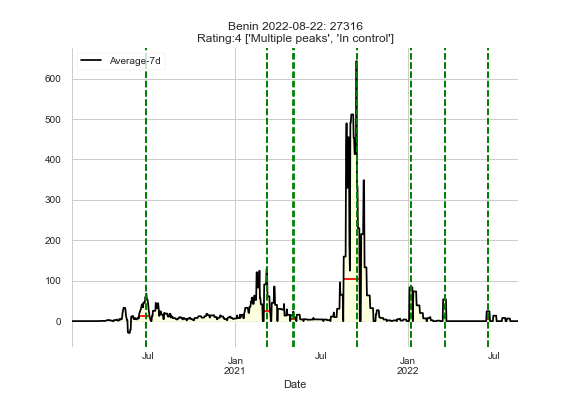 Benin 2022-08-22: 27316
Rating:4 ['Multiple peaks', 'In control']
Average-7d
600
500
400
300
200
100
0
Jul
Jan
2021
Jul
Jan
2022
Jul
Date